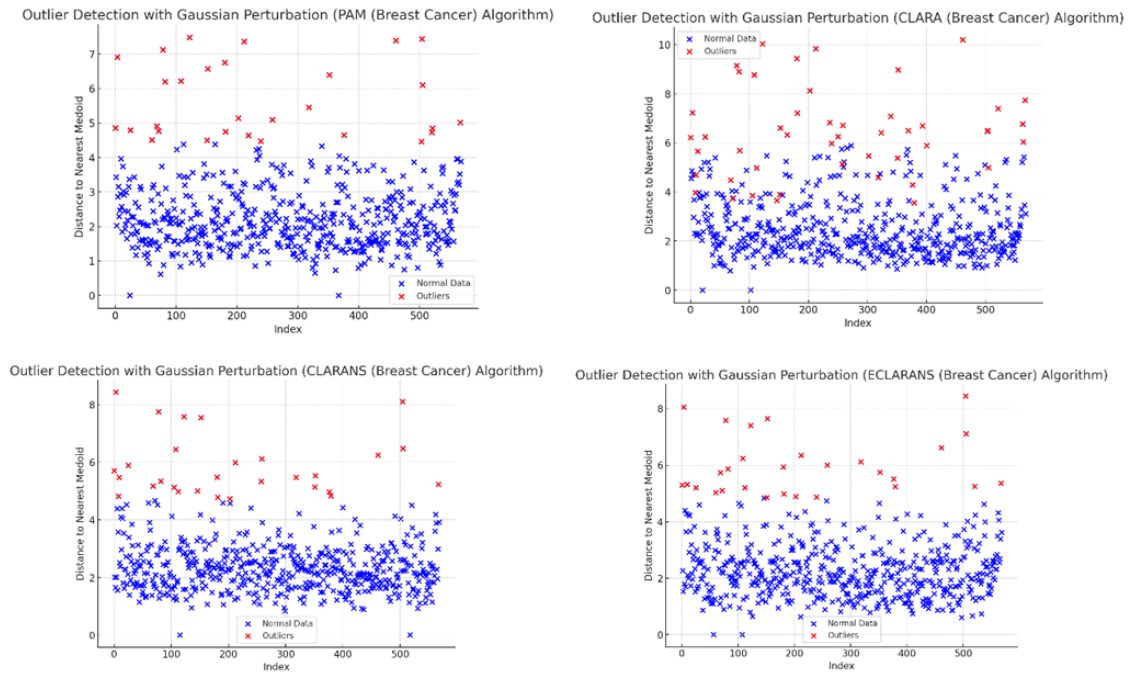 Outlier Detection with Gaussian Perturbation (PAM (Breast Cancer) Algorithm)
7
6
5
4
3
2
1
0
Distance to Nearest Medoid
Normal Data
Outliers
0
100
200
300
400
500
Index
Outlier Detection with Gaussian Perturbation (CLARA (Breast Cancer) Algorithm)
Normal Data
Outliers
10
8
6
4
2
0
Distance to Nearest Medoid
0
100
200
300
400
500
Index
Outlier Detection with Gaussian Perturbation (CLARANS (Breast Cancer) Algorithm)
8
6
4
2
0
Distance to Nearest Medoid
Normal Data
Outliers
0
100
200
300
400
500
Index
Outlier Detection with Gaussian Perturbation (ECLARANS (Breast Cancer) Algorithm)
8
6
4
2
0
Distance to Nearest Medoid
Normal Data
Outliers
0
100
200
300
400
500
Index